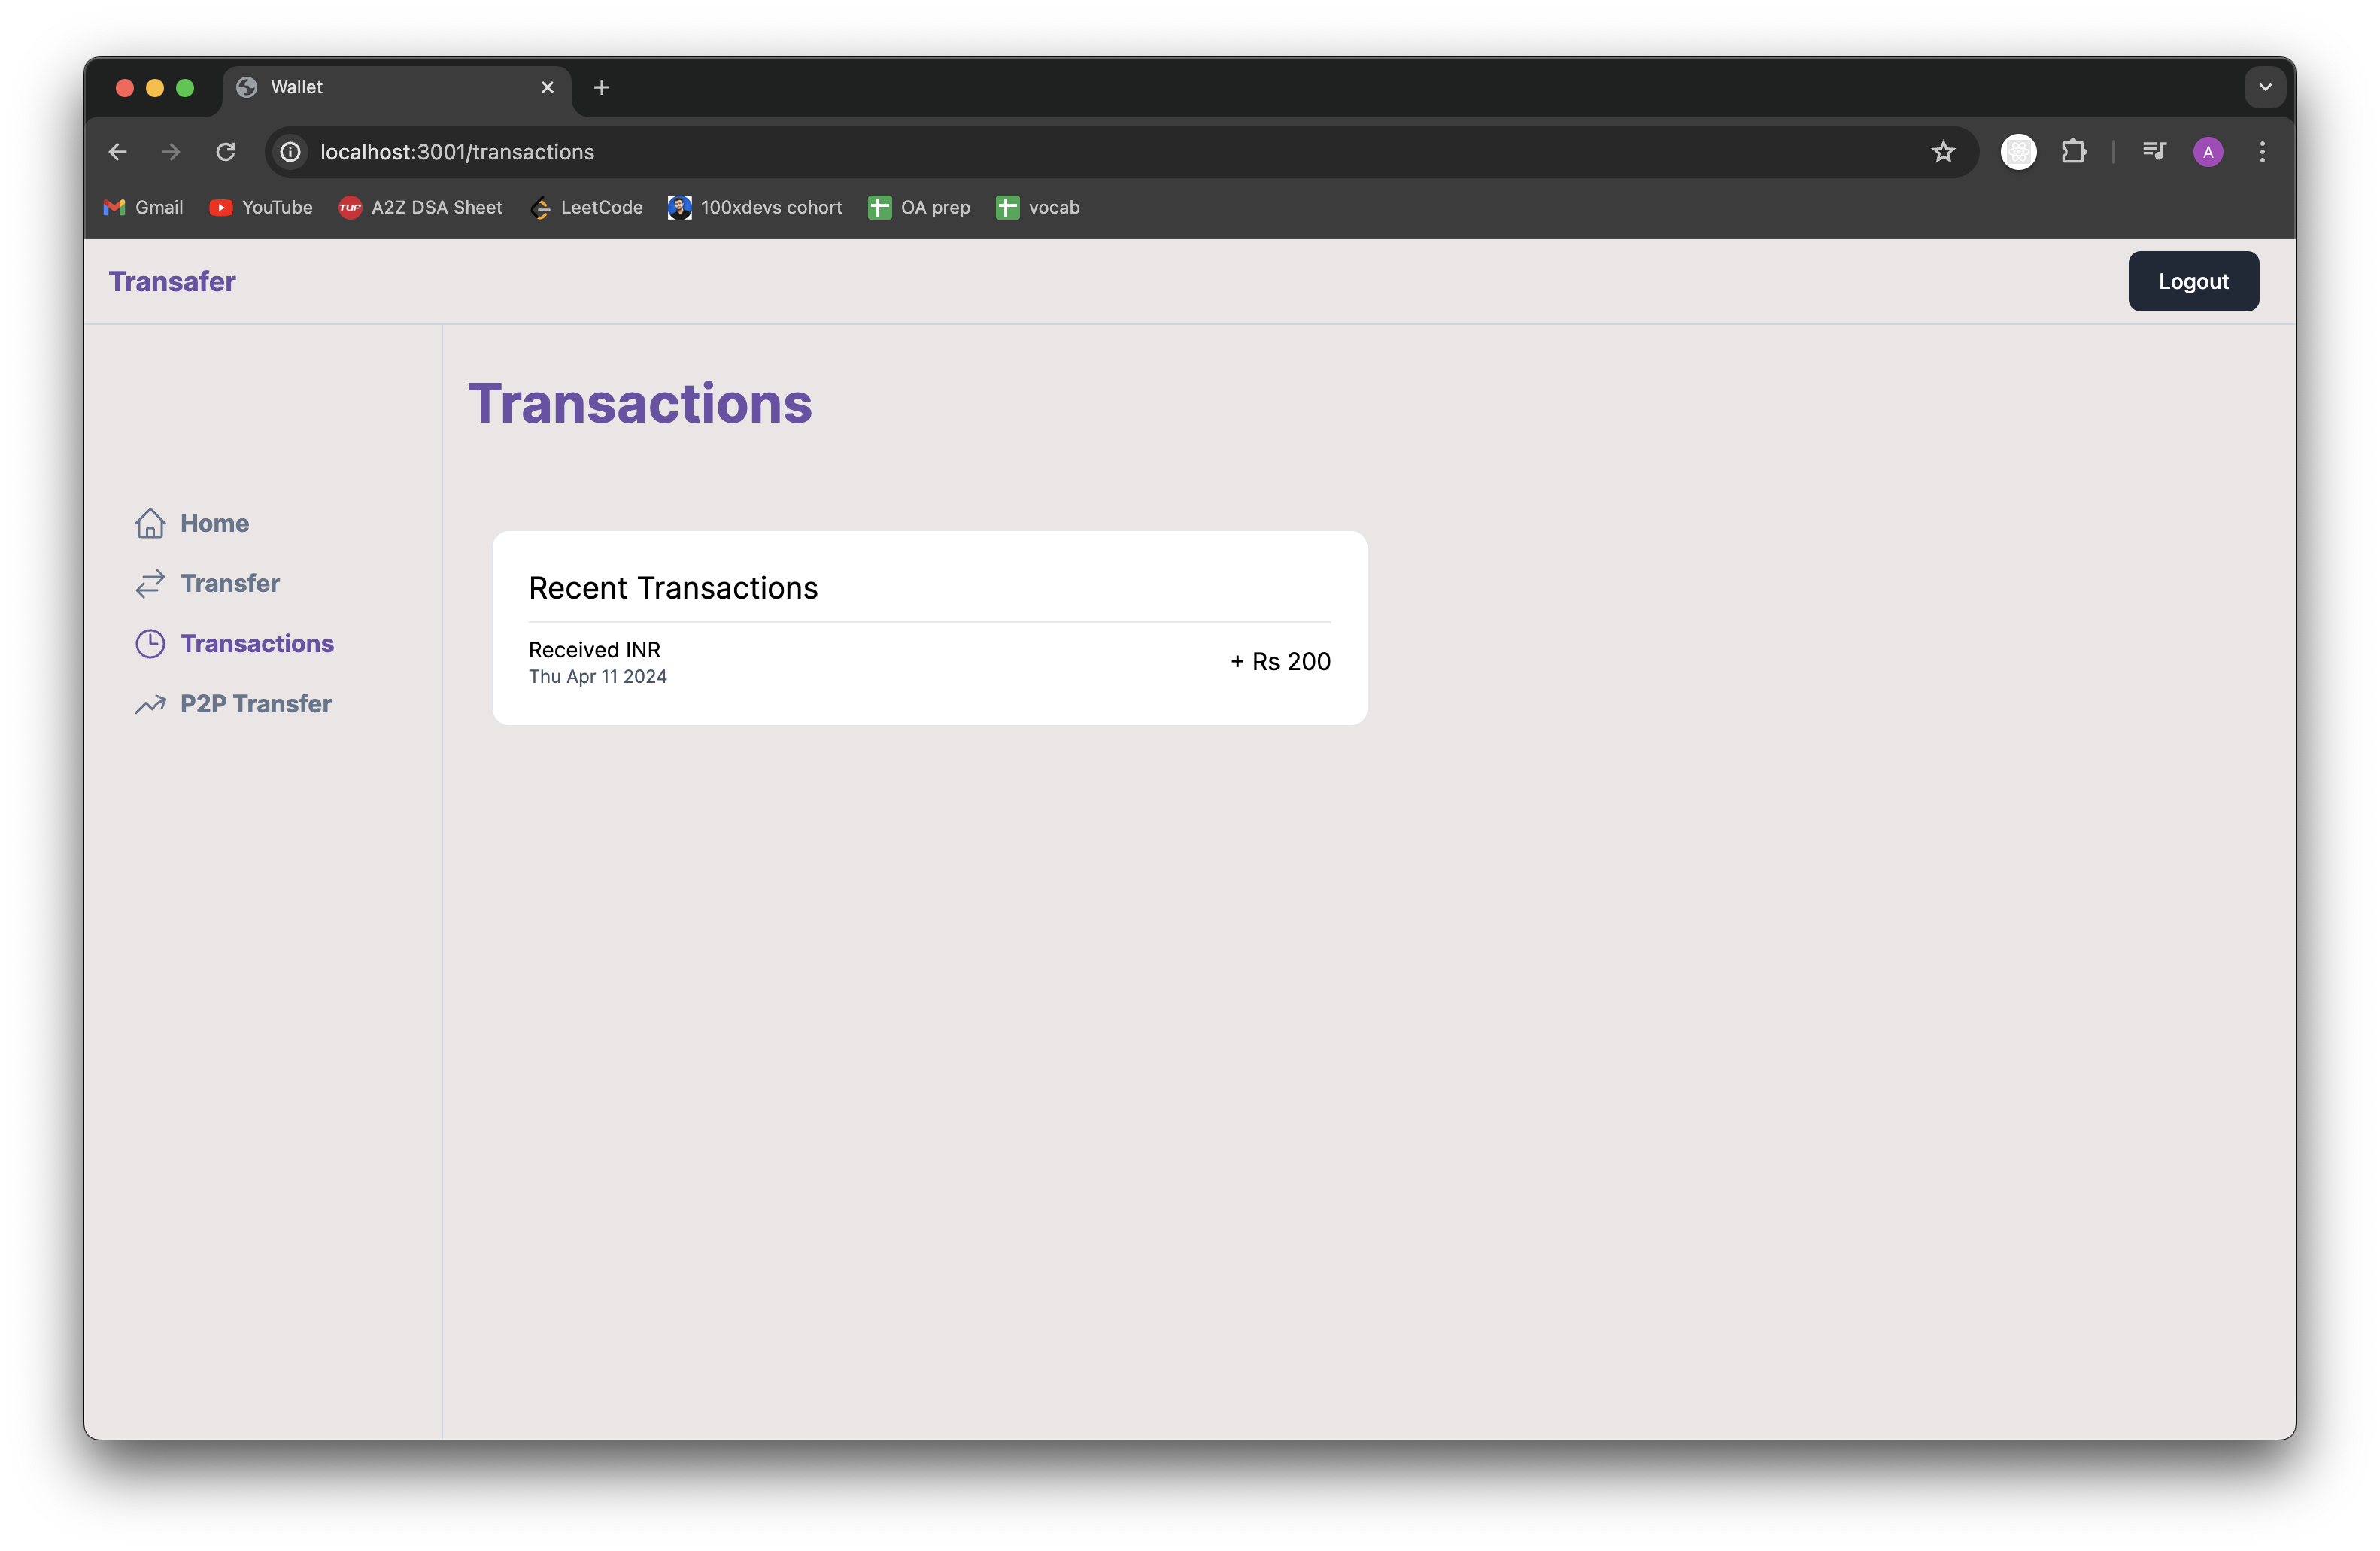 Wallet
localhost:3001/transactions
A
Gmail
YouTube
TUF
A2Z DSA Sheet
LeetCode
100xdevs cohort
OA prep
vocab
Transafer
Logout
Transactions
Home
Transfer
Transactions
P2P Transfer
Recent Transactions
Received INR
+ Rs 200
Thu Apr 11 2024